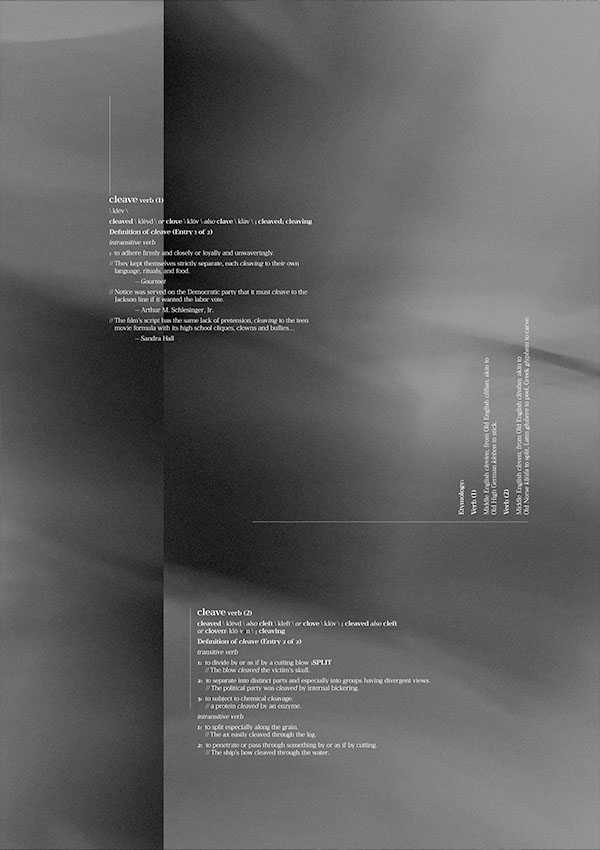 cleave verb (1)
\ klēv \
cleaved \ klēvd \ or clove \ klōv \ also clave \ klāv \ ; cleaved; cleaving
Definition of cleave (Entry 1 of 2)
intransitive verb
: to adhere firmly and closely or loyally and unwaveringly.
// They kept themselves strictly separate, each cleaving to their own
language, rituals, and food.
— Gourmet
// Notice was served on the Democratic party that it must cleave to the
Jackson line if it wanted the labor vote.
— Arthur M. Schlesinger, Jr.
// The film's script has the same lack of pretension, cleaving to the teen
movie formula with its high school cliques, clowns and bullies…
— Sandra Hall
Etymology:
Verb (1)
Middle English clevien, from Old English clifian; akin to
Old High German kleben to stick.
Verb (2)
Middle English cleven, from Old English clēofan; akin to
Old Norse kljūfa to split, Latin glubere to peel, Greek glyphein to carve.
cleave verb (2)
cleaved \ klēvd \ also cleft \ kleft \ or clove \ klōv \ ; cleaved also cleft
or cloven\ klō-vən \ ; cleaving
Definition of cleave (Entry 2 of 2)
transitive verb
1: to divide by or as if by a cutting blow :SPLIT
// The blow cleaved the victim's skull.
2: to separate into distinct parts and especially into groups having divergent views.
// The political party was cleaved by internal bickering.
3: to subject to chemical cleavage.
// a protein cleaved by an enzyme.
intransitive verb
1: to split especially along the grain.
// The ax easily cleaved through the log.
2: to penetrate or pass through something by or as if by cutting.
// The ship's bow cleaved through the water.